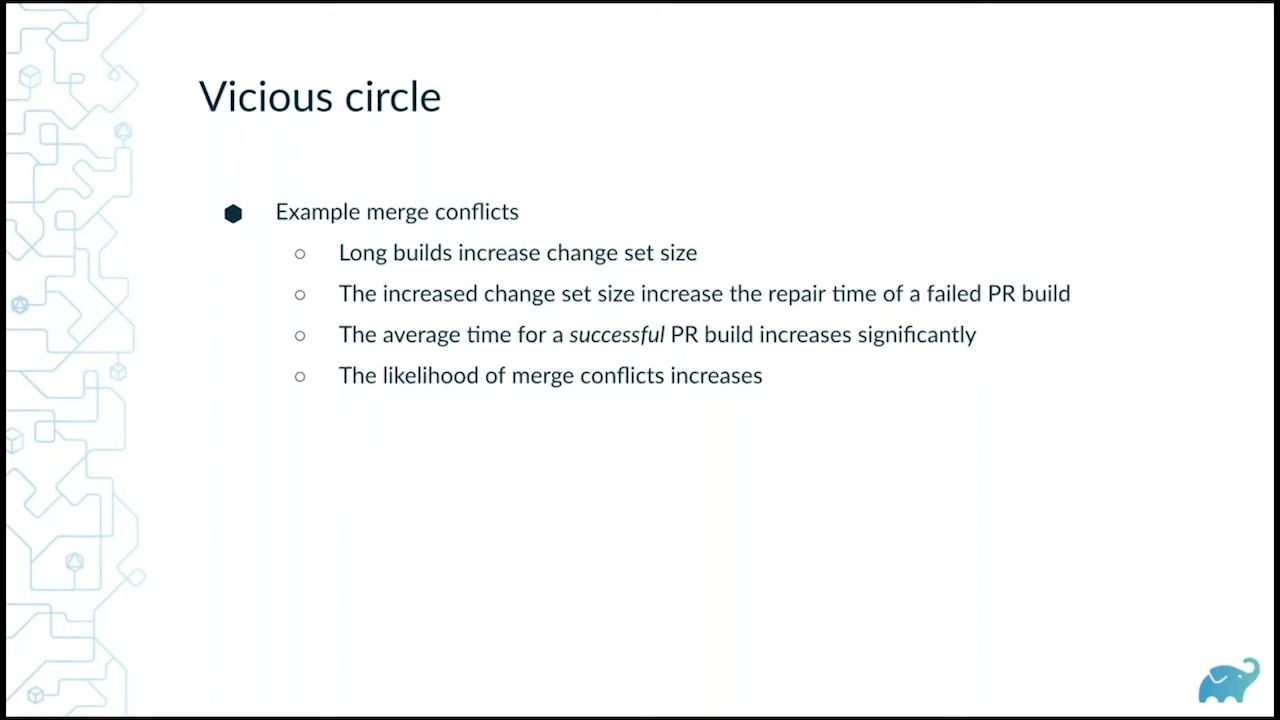 Vicious circle
Example merge conflicts
Long builds increase change set size
The increased change set size increase the repair time of a failed PR build
The average time for a successful PR build increases significantly
The likelihood of merge conflicts increases